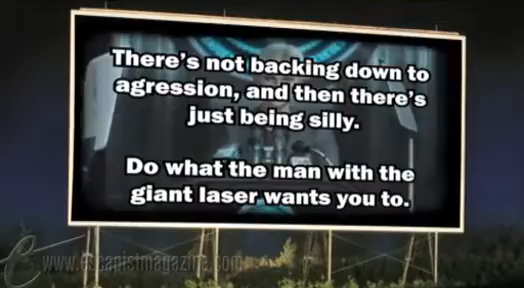 There's not backing down to
agression, and then there's
just being silly.
Do what the man with the
giant laser wants you to.
www.escapistmagazine.com